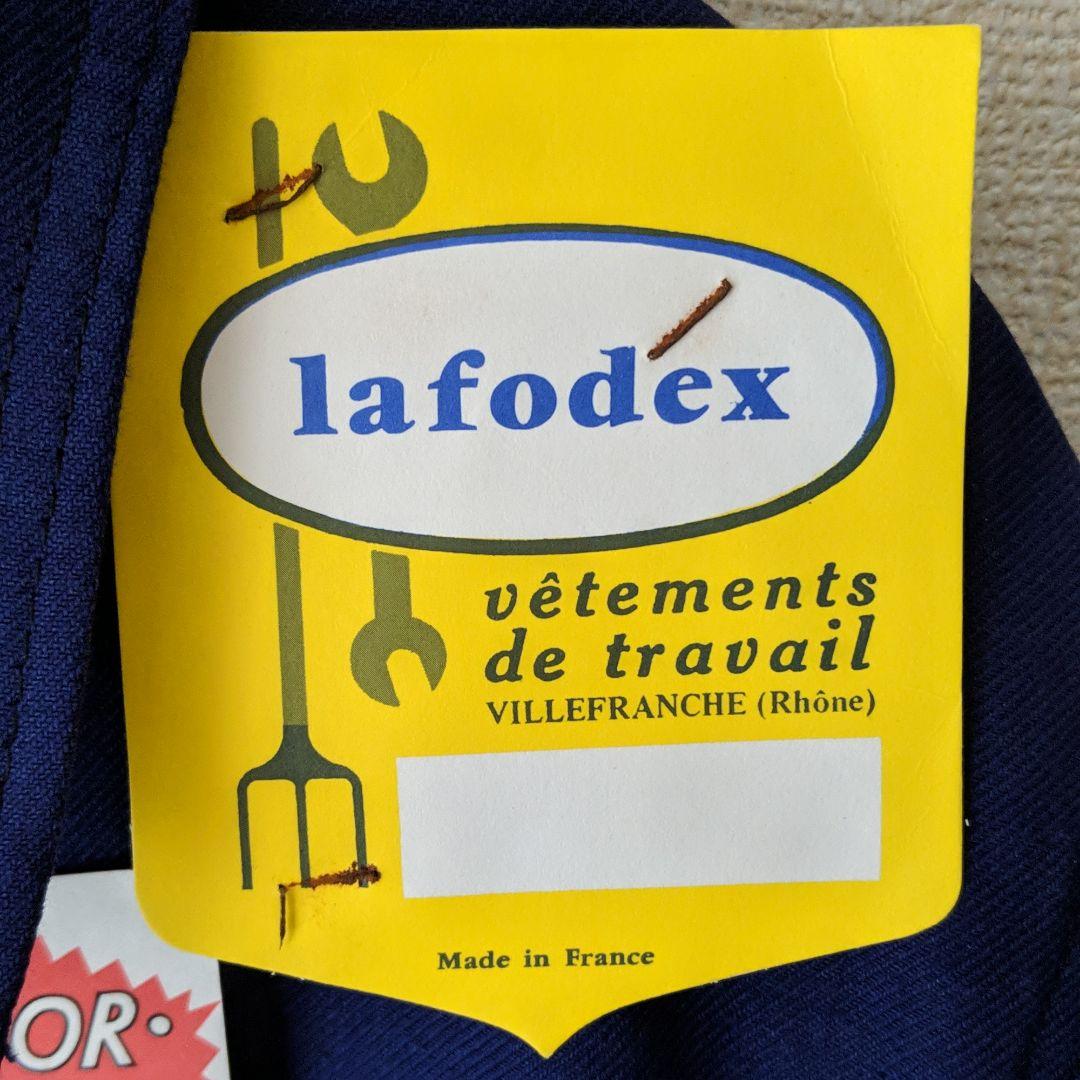 lafodex
vêtements
de travail
VILLEFRANCHE (Rhône)
Made in France
OR.